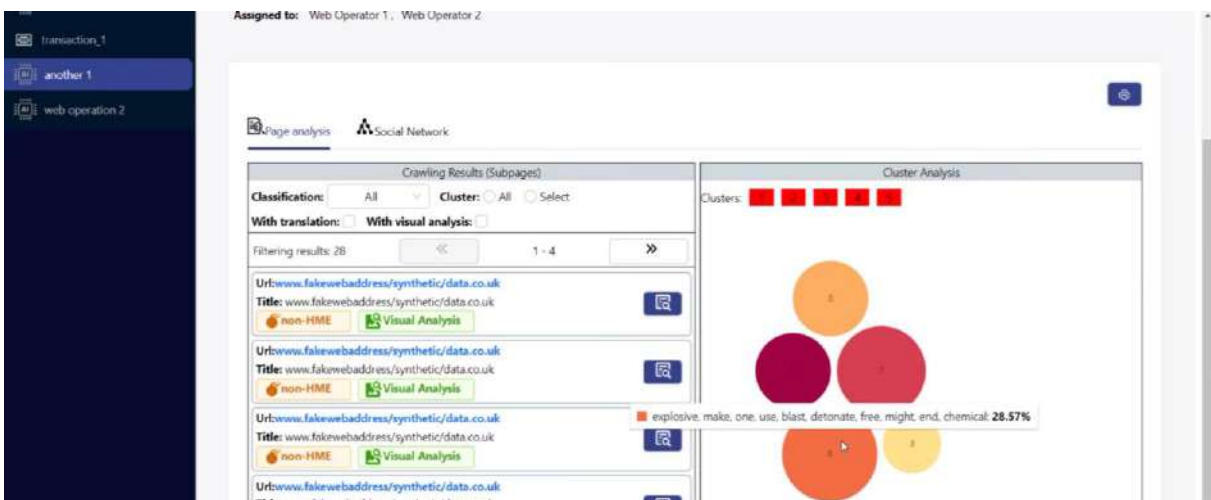 Assigned to: Web Operator 1, Web Operator 2
transaction_1
another 1
web operation 2
Page analysis Social Network
Crawling Results (Subpages)
Classification: All Cluster: All Select
With translation: With visual analysis:
Filtering results: 28 1 - 4
Url:www.fakewebaddress/synthetic/data.co.uk
Title: www.fakewebaddress/synthetic/data.co.uk
non-HME Visual Analysis
Url:www.fakewebaddress/synthetic/data.co.uk
Title: www.fakewebaddress/synthetic/data.co.uk
non-HME Visual Analysis
Url:www.fakewebaddress/synthetic/data.co.uk
Title: www.fakewebaddress/synthetic/data.co.uk
non-HME Visual Analysis
Url:www.fakewebaddress/synthetic/data.co.uk
Cluster Analysis
Clusters: 1 2 3 4 5
explosive, make, one, use, blast, detonate, free, might, end, chemical: 28.57%